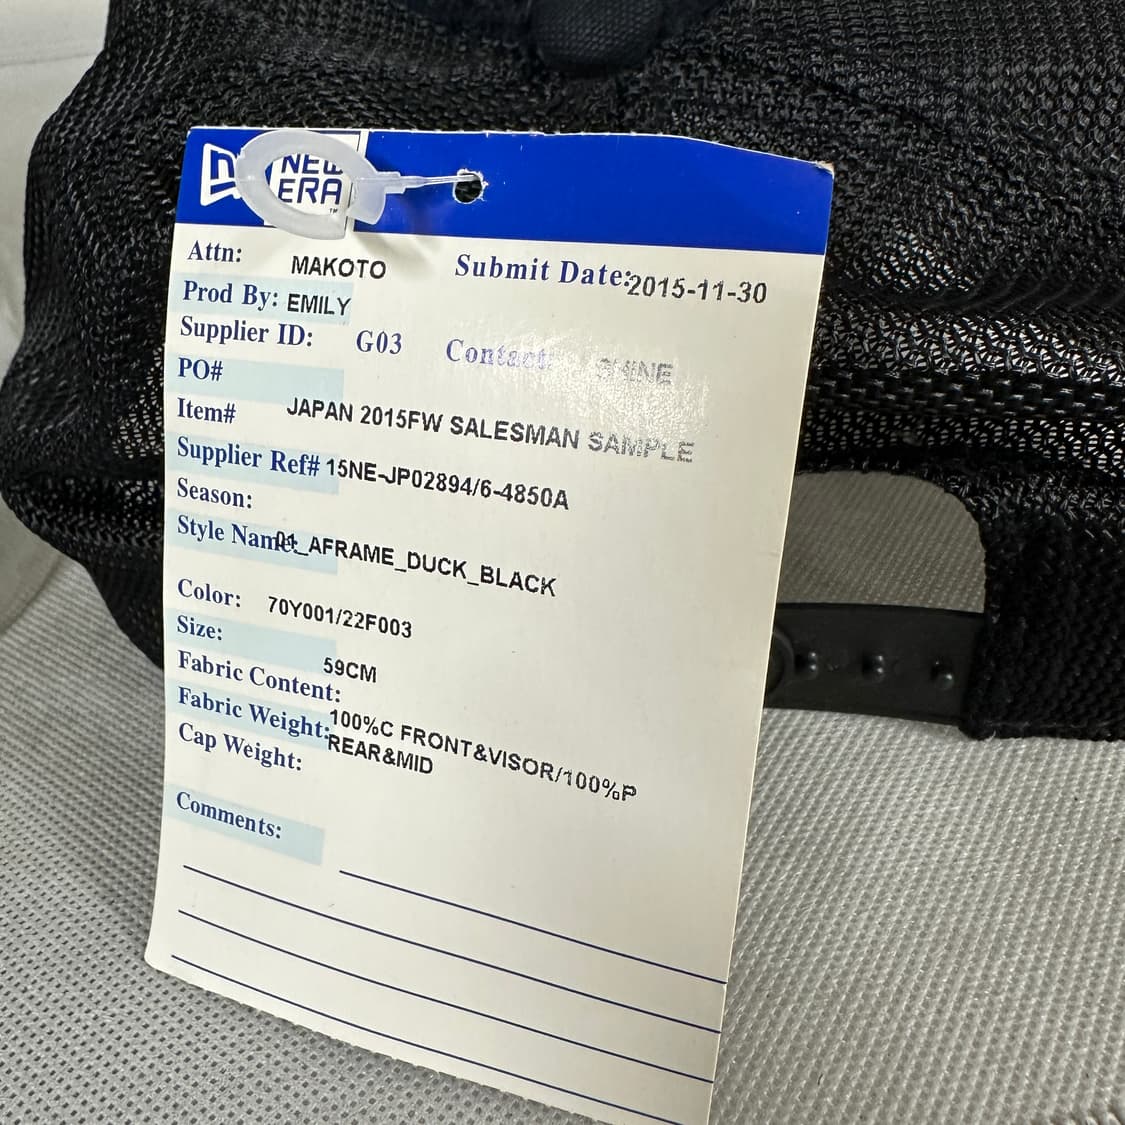 NEW
ERA
™
Attn: MAKOTO Submit Date: 2015-11-30
Prod By: EMILY
Supplier ID: G03 Contact: SHINE
PO#
Item# JAPAN 2015FW SALESMAN SAMPLE
Supplier Ref# 15NE-JP02894/6-4850A
Season:
Style Name: 01_AFRAME_DUCK_BLACK
Color: 70Y001/22F003
Size: 59CM
Fabric Content:
Fabric Weight: 100%C FRONT&VISOR/100%P
REAR&MID
Cap Weight:
Comments: